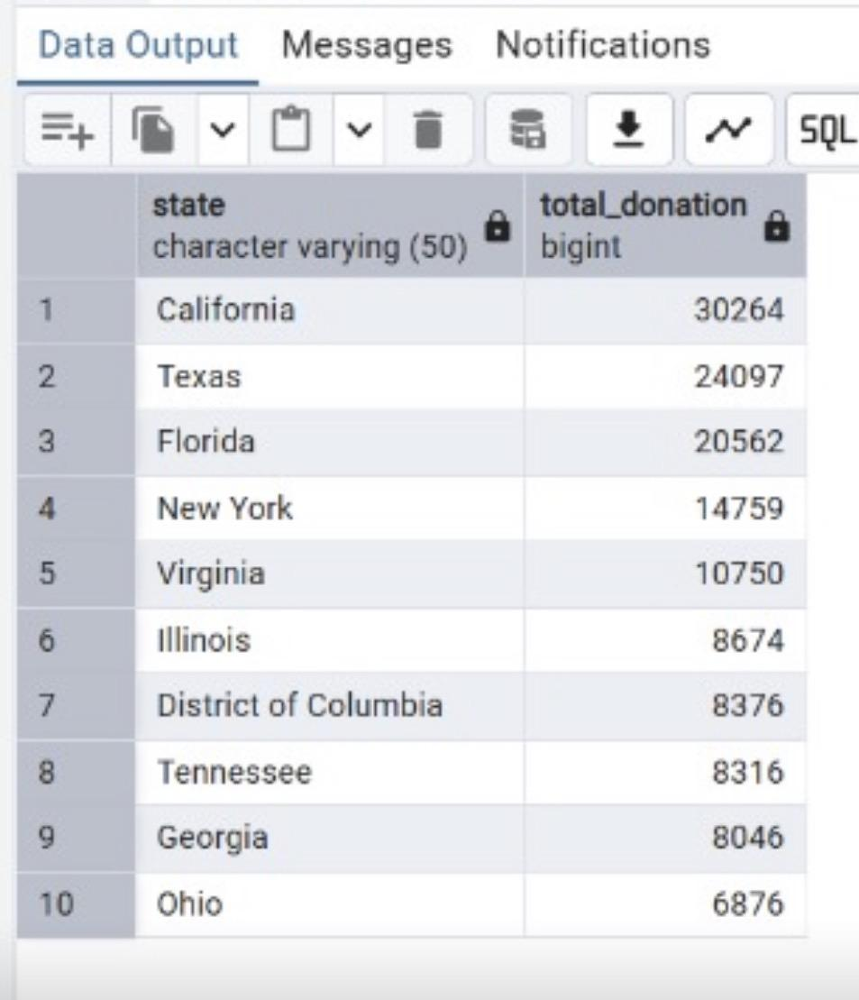 Data Output Messages Notifications
SQL
state total_donation
character varying (50) bigint
1 California 30264
2 Texas 24097
3 Florida 20562
4 New York 14759
5 Virginia 10750
6 Illinois 8674
7 District of Columbia 8376
8 Tennessee 8316
9 Georgia 8046
10 Ohio 6876